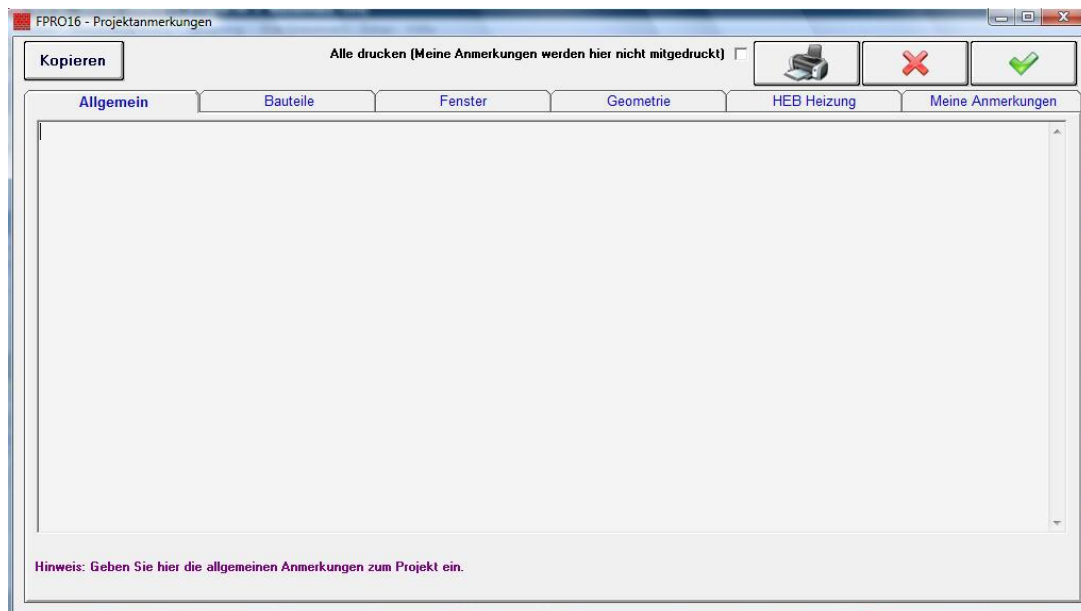 FPRO16 - Projektanmerkungen
Kopieren
Alle drucken (Meine Anmerkungen werden hier nicht mitgedruckt)
Allgemein Bauteile Fenster Geometrie HEB Heizung Meine Anmerkungen
Hinweis: Geben Sie hier die allgemeinen Anmerkungen zum Projekt ein.